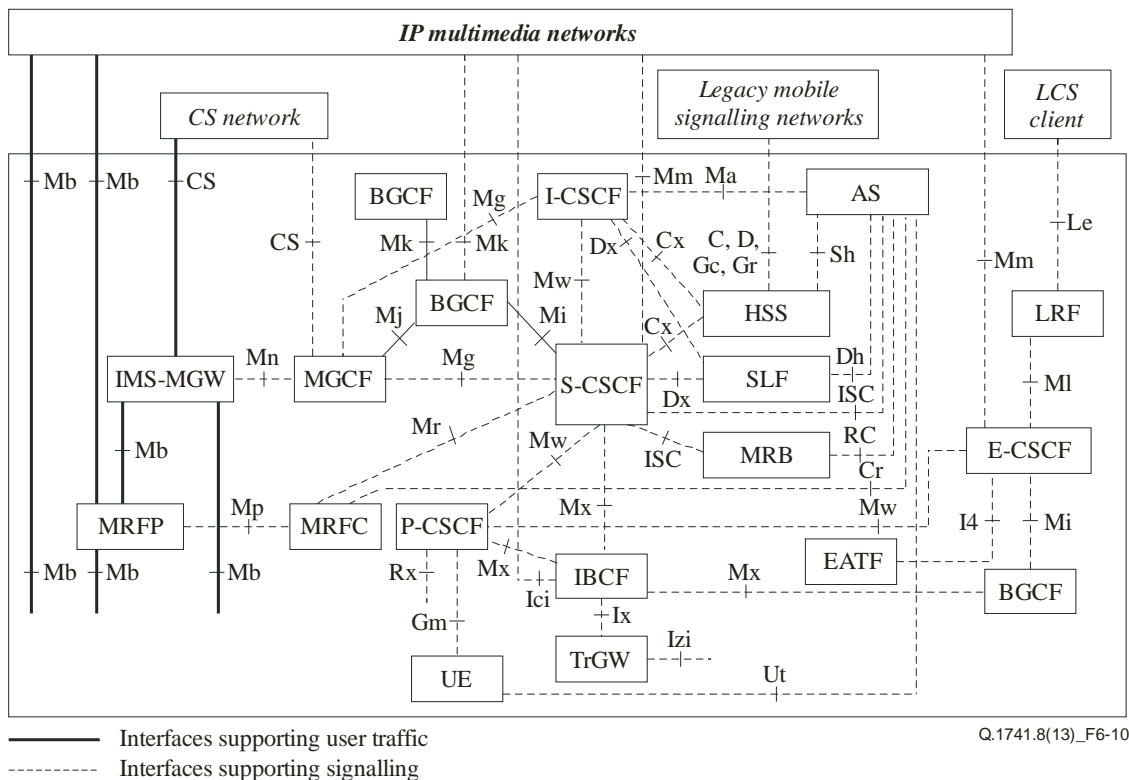 IP multimedia networks
CS network
Legacy mobile
signalling networks
LCS
client
Mb
Mb
CS
BGCF
Mg
I-CSCF
Mm
Ma
AS
CS
Mk
Mk
Dx
Cx
C, D,
Gc, Gr
Sh
Le
Mw
Mm
BGCF
HSS
LRF
Mj
Mi
Cx
Mn
IMS-MGW
MGCF
Mg
S-CSCF
SLF
Dh
Dx
ISC
Ml
Mr
Mw
ISC
MRB
RC
Cr
E-CSCF
Mb
MRFP
Mp
MRFC
P-CSCF
Mx
Mw
I4
Mi
EATF
Mb
Mb
Mb
Rx
Mx
IBCF
Mx
BGCF
Ici
Gm
Ix
UE
TrGW
Izi
Ut
Interfaces supporting user traffic
Interfaces supporting signalling
Q.1741.8(13)_F6-10